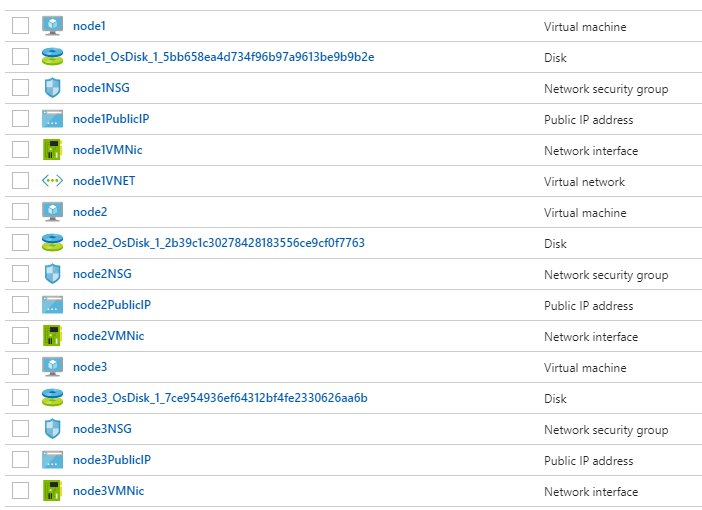 node1 Virtual machine
node1_OsDisk_1_5bb658ea4d734f96b97a9613be9b9b2e Disk
node1NSG Network security group
node1PublicIP Public IP address
node1VMNic Network interface
node1VNET Virtual network
node2 Virtual machine
node2_OsDisk_1_2b39c1c30278428183556ce9cf0f7763 Disk
node2NSG Network security group
node2PublicIP Public IP address
node2VMNic Network interface
node3 Virtual machine
node3_OsDisk_1_7ce954936ef64312bf4fe2330626aa6b Disk
node3NSG Network security group
node3PublicIP Public IP address
node3VMNic Network interface